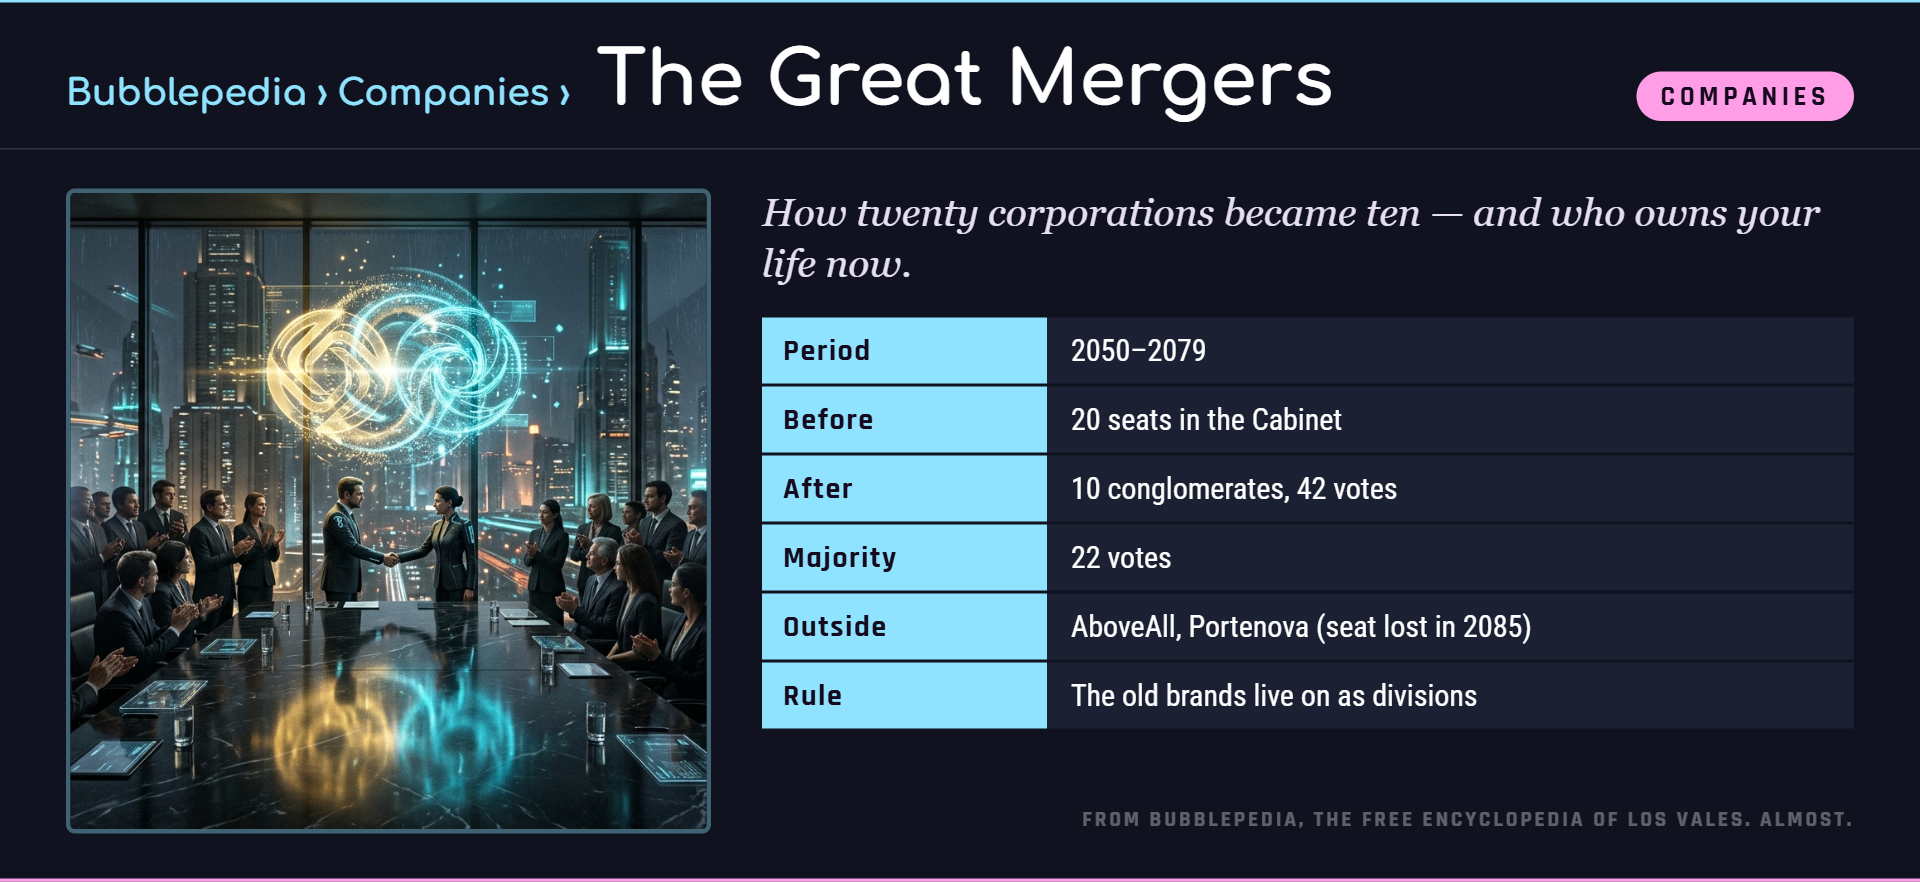 Bubblepedia › Companies › The Great Mergers
COMPANIES
How twenty corporations became ten — and who owns your
life now.
Period 2050–2079
Before 20 seats in the Cabinet
After 10 conglomerates, 42 votes
Majority 22 votes
Outside AboveAll, Portenova (seat lost in 2085)
Rule The old brands live on as divisions
FROM BUBBLEPEDIA, THE FREE ENCYCLOPEDIA OF LOS VALES. ALMOST.